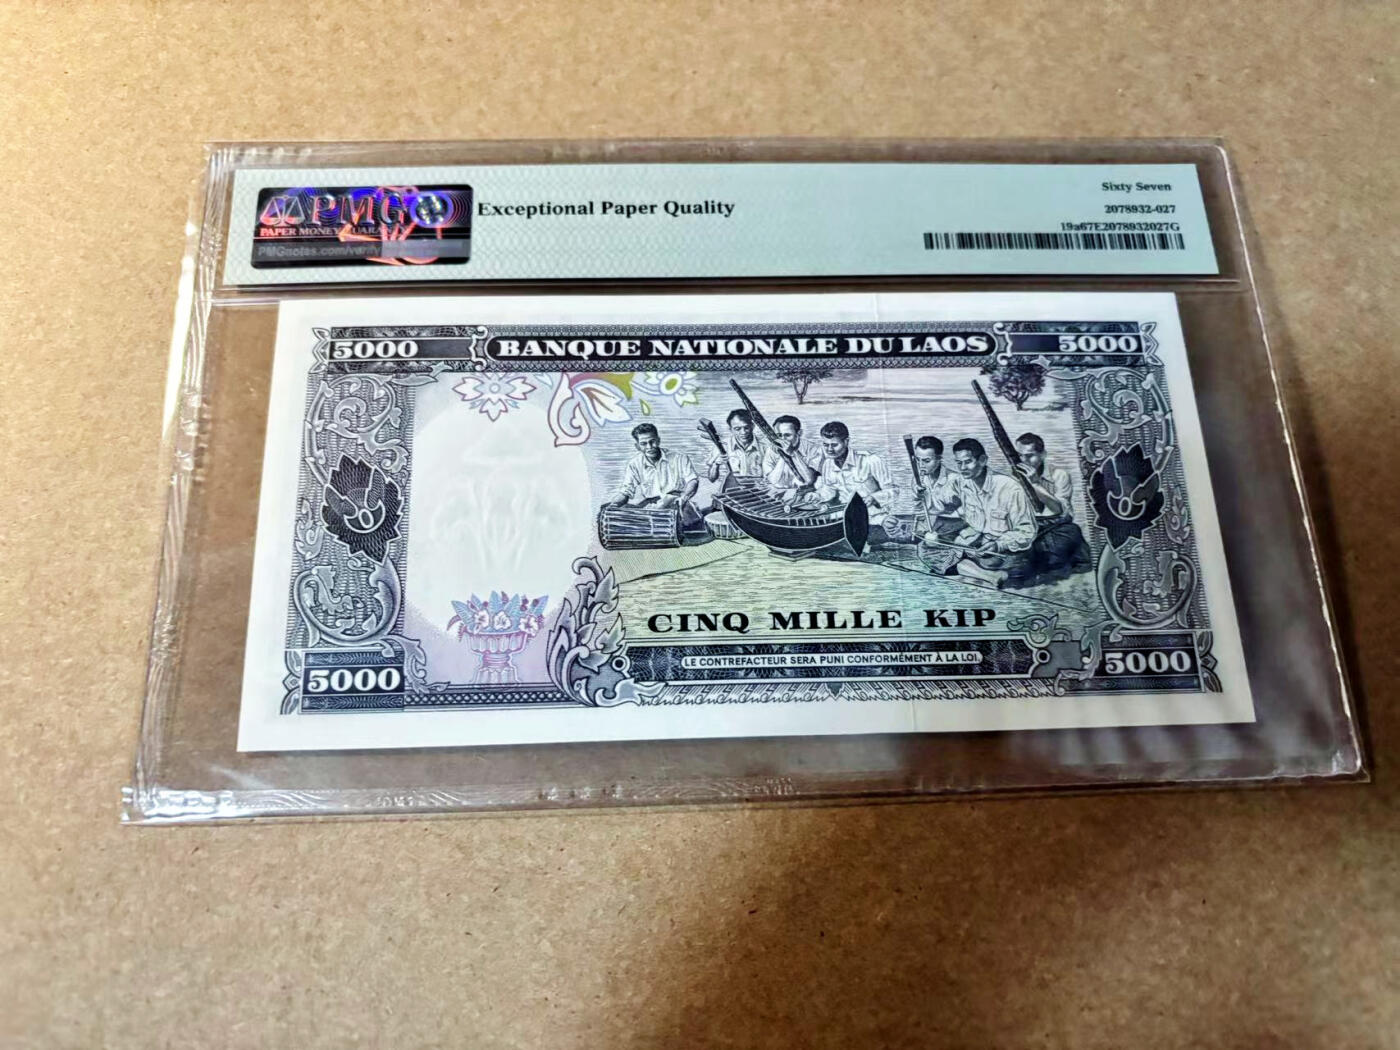 PMG
PAPER MONEY GUARANTY
PMGnotes.com/verify
Exceptional Paper Quality
Sixty Seven
2078932-027
19a67E2078932027G
5000 BANQUE NATIONALE DU LAOS 5000
CINQ MILLE KIP
LE CONTREFACTEUR SERA PUNI CONFORMÉMENT À LA LOI.
5000 5000